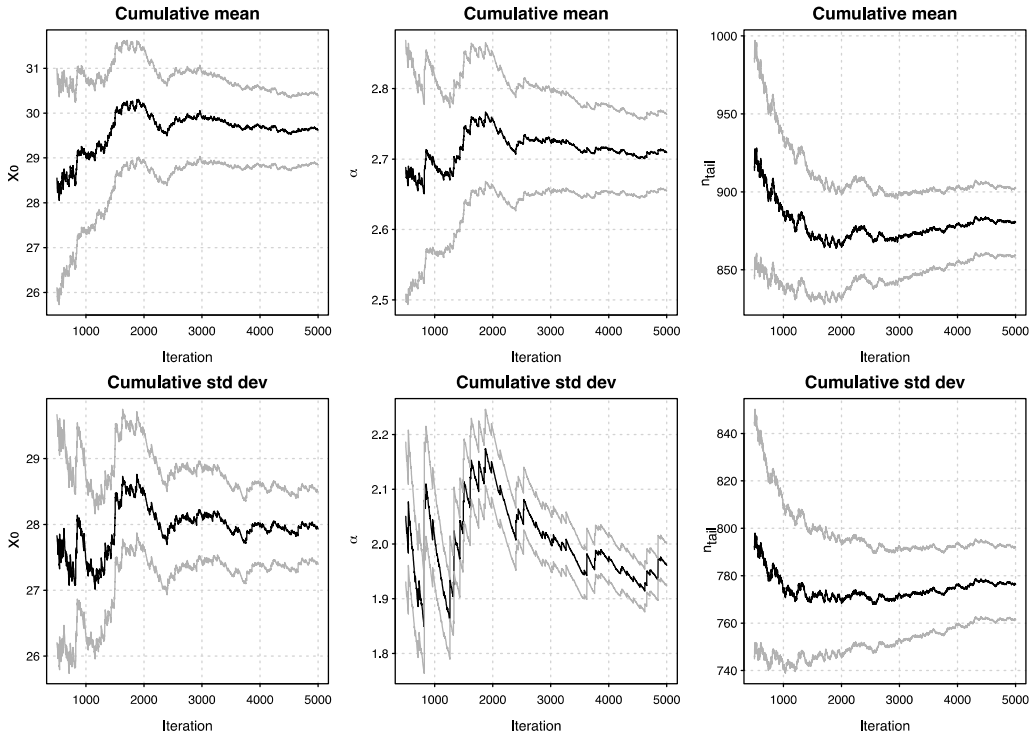 Cumulative mean
31
30
29
28
27
26
X0
1000 2000 3000 4000 5000
Iteration
Cumulative mean
2.8
2.7
2.6
2.5
α
1000 2000 3000 4000 5000
Iteration
Cumulative mean
1000
950
900
850
ntail
1000 2000 3000 4000 5000
Iteration
Cumulative std dev
29
28
27
26
X0
1000 2000 3000 4000 5000
Iteration
Cumulative std dev
2.2
2.1
2.0
1.9
1.8
α
1000 2000 3000 4000 5000
Iteration
Cumulative std dev
840
820
800
780
760
740
ntail
1000 2000 3000 4000 5000
Iteration